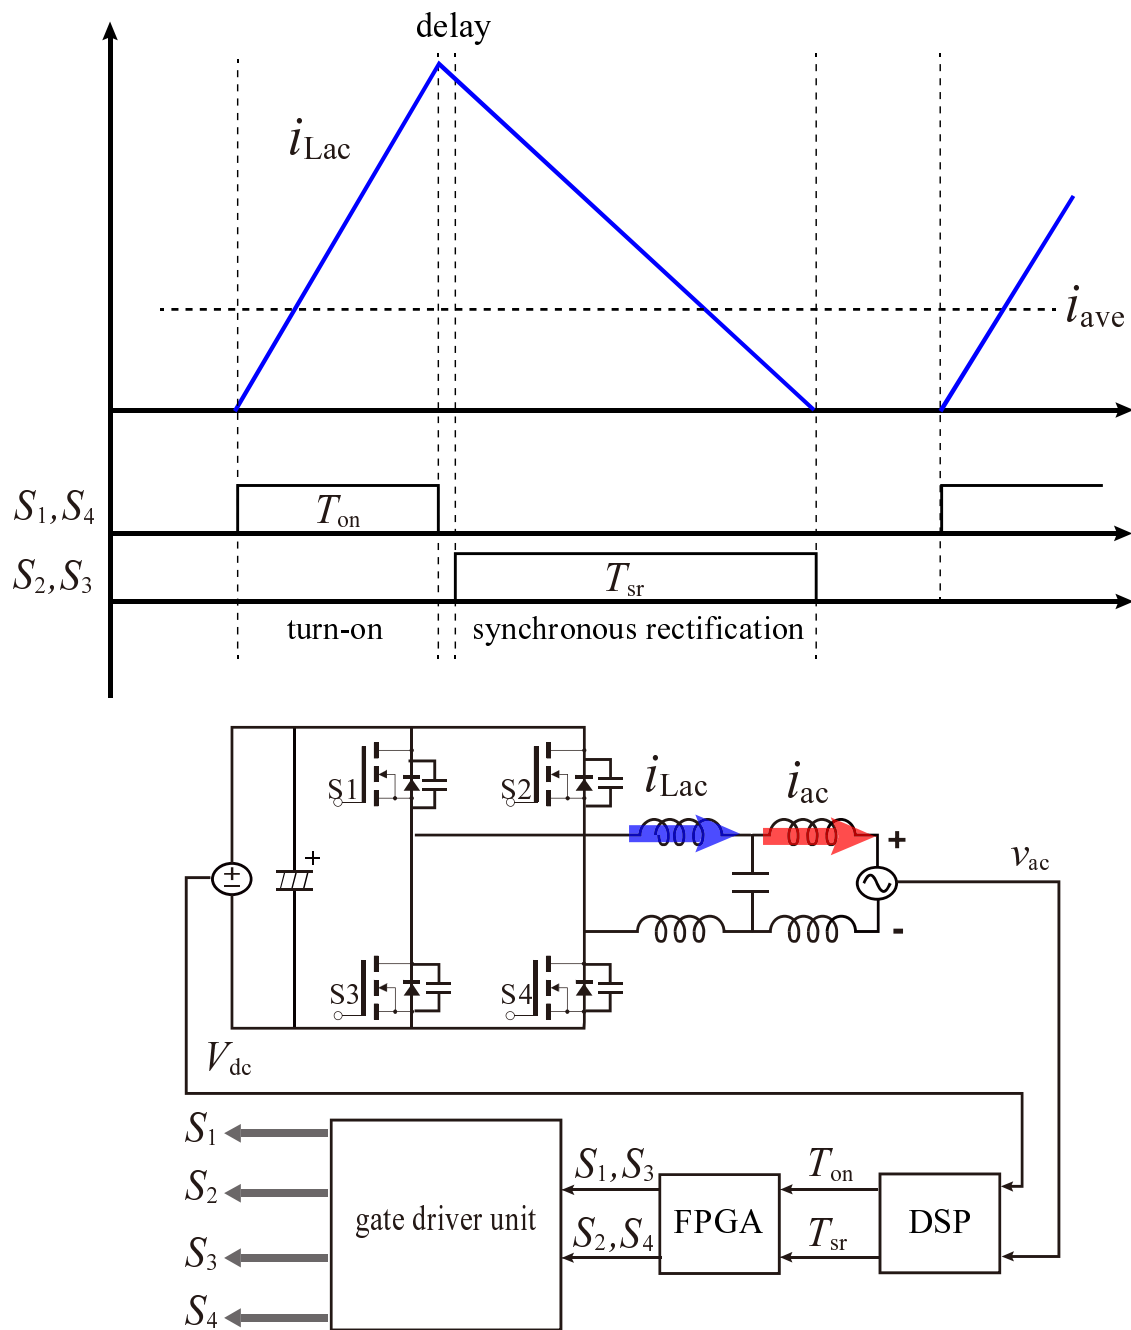 delay
iLac
iave
S1,S4
Ton
S2,S3
Tsr
turn-on
synchronous rectification
S1
S2
iLac
iac
+
+
vac
-
S3
S4
Vdc
S1
S1,S3
Ton
S2
gate driver unit
FPGA
DSP
S2,S4
Tsr
S3
S4